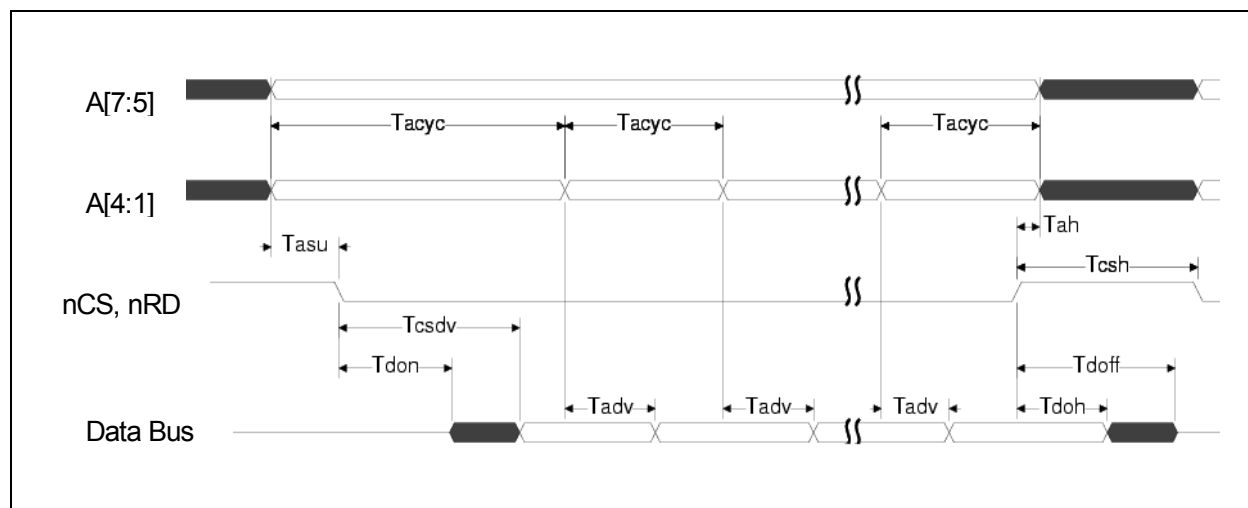 A[7:5]
Tacyc Tacyc Tacyc
A[4:1]
Tasu Tah
Tcsh
nCS, nRD
Tcsdv
Tdon Tdoff
Tadv Tadv Tadv Tdoh
Data Bus